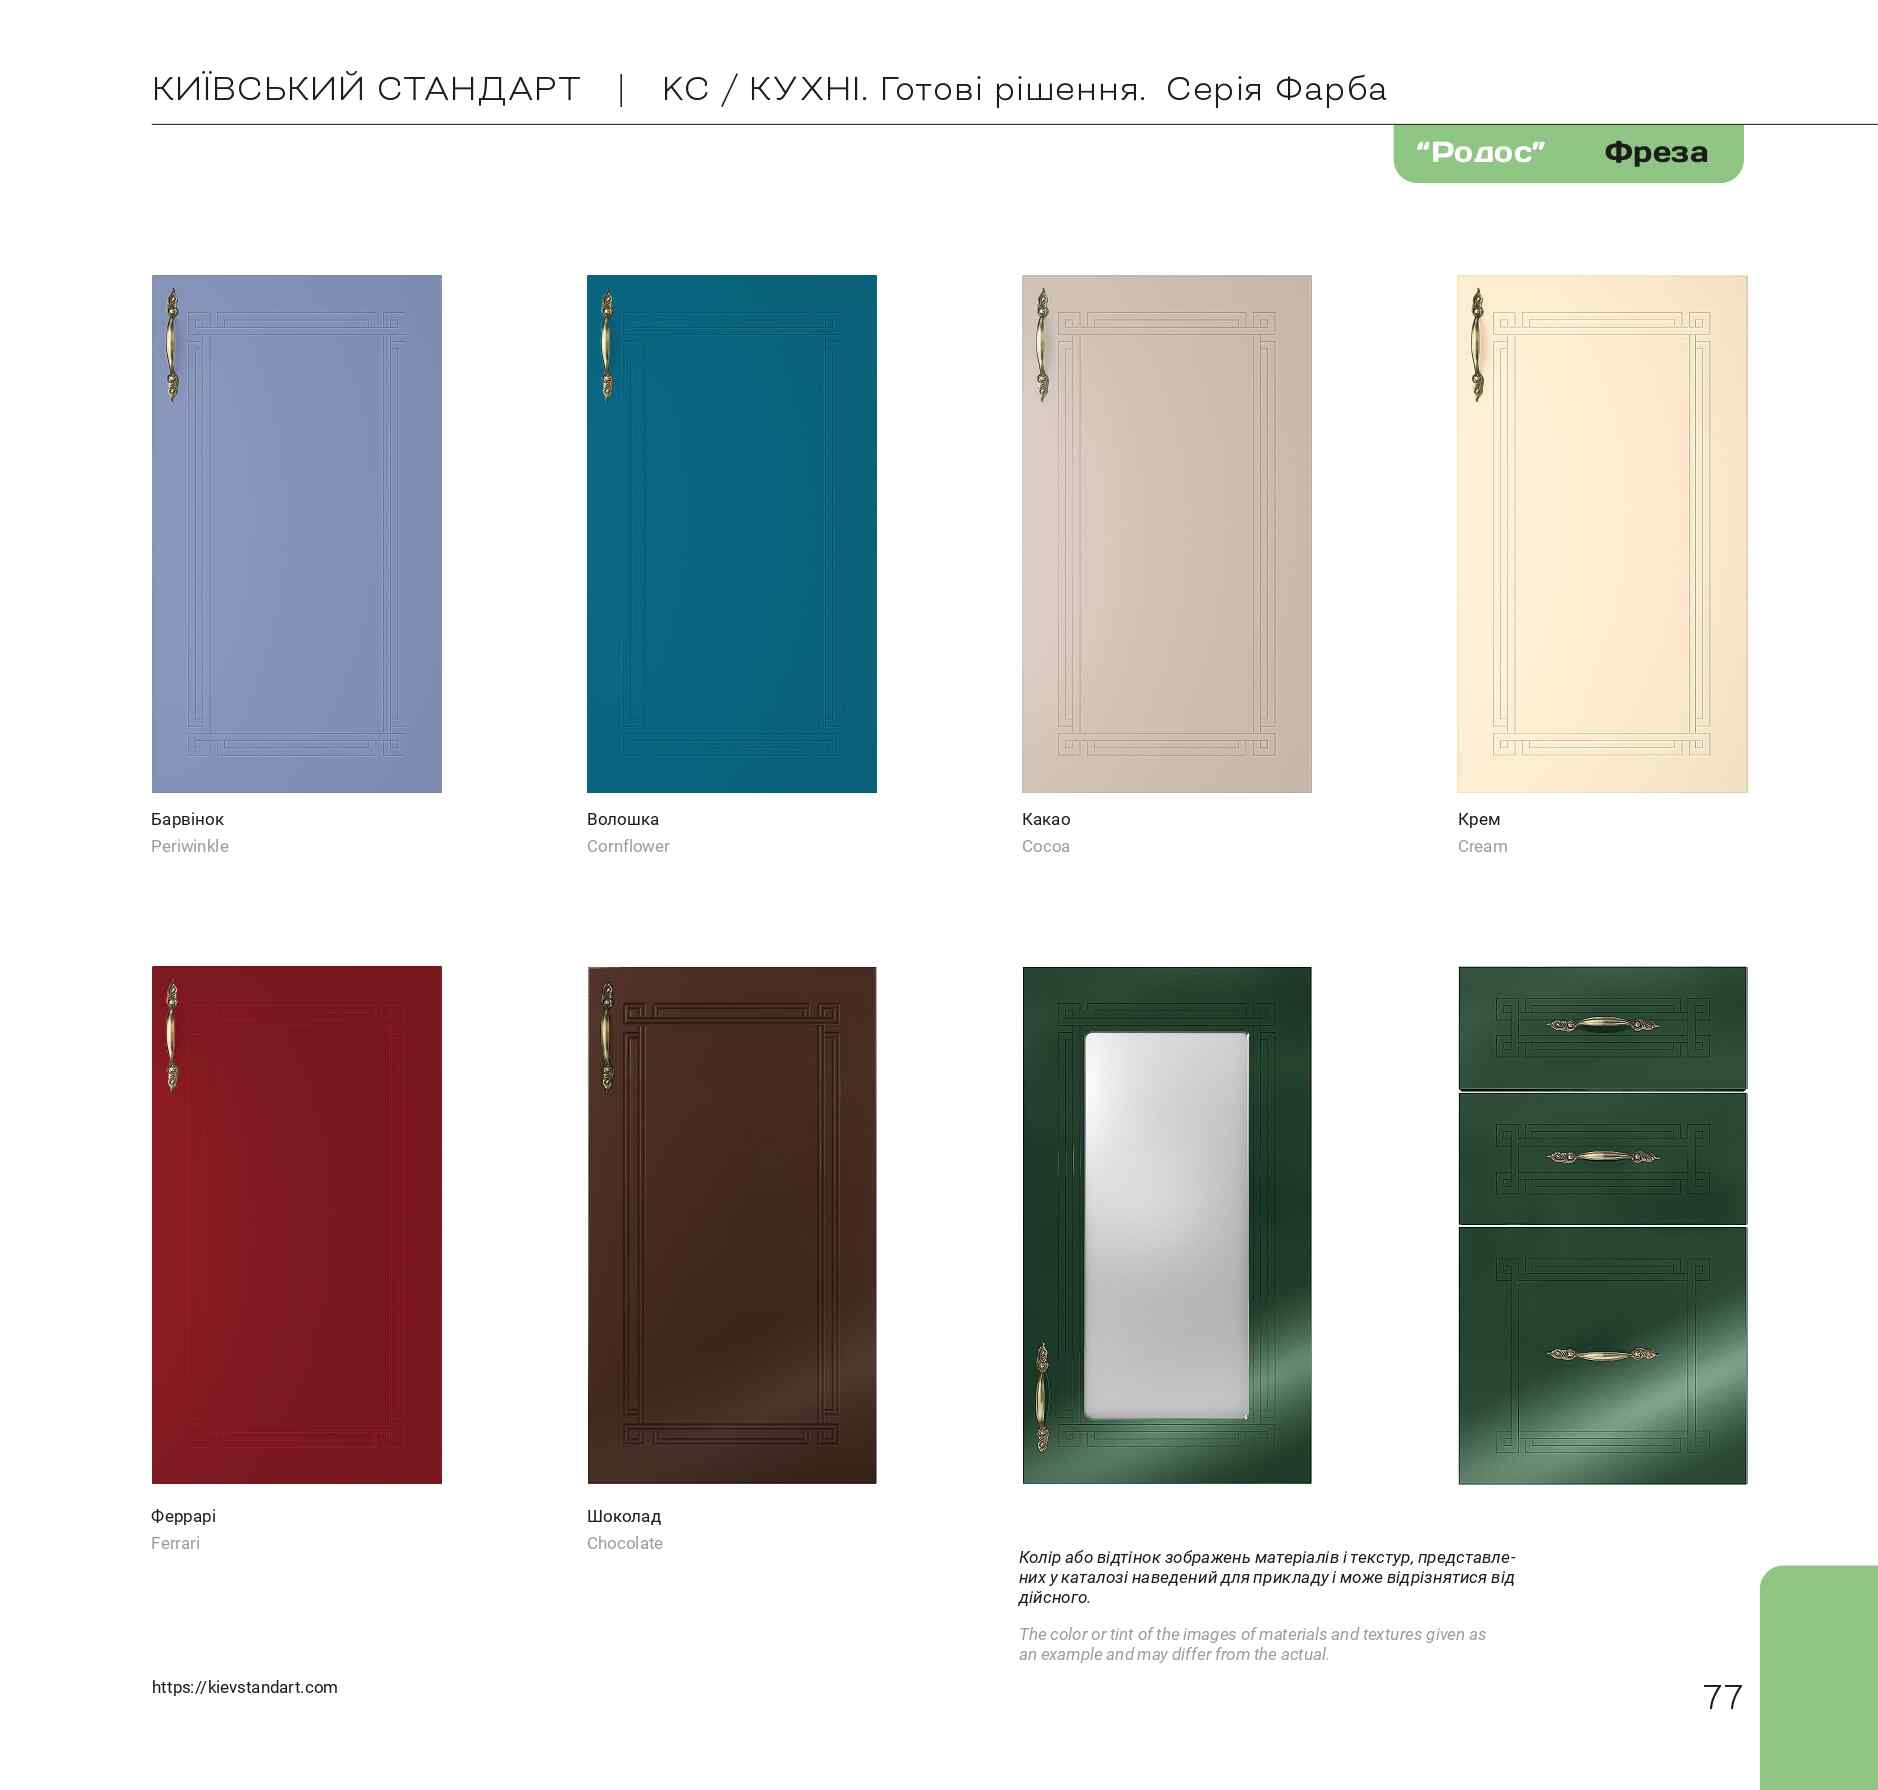 КИЇВСЬКИЙ СТАНДАРТ | КС / КУХНІ. Готові рішення. Серія Фарба
“Родос” Фреза
Барвінок
Periwinkle
Волошка
Cornflower
Какао
Cocoa
Крем
Cream
Феррарі
Ferrari
Шоколад
Chocolate
Колір або відтінок зображень матеріалів і текстур, представле-
них у каталозі наведений для прикладу і може відрізнятися від
дійсного.
The color or tint of the images of materials and textures given as
an example and may differ from the actual.
https://kievstandart.com
77